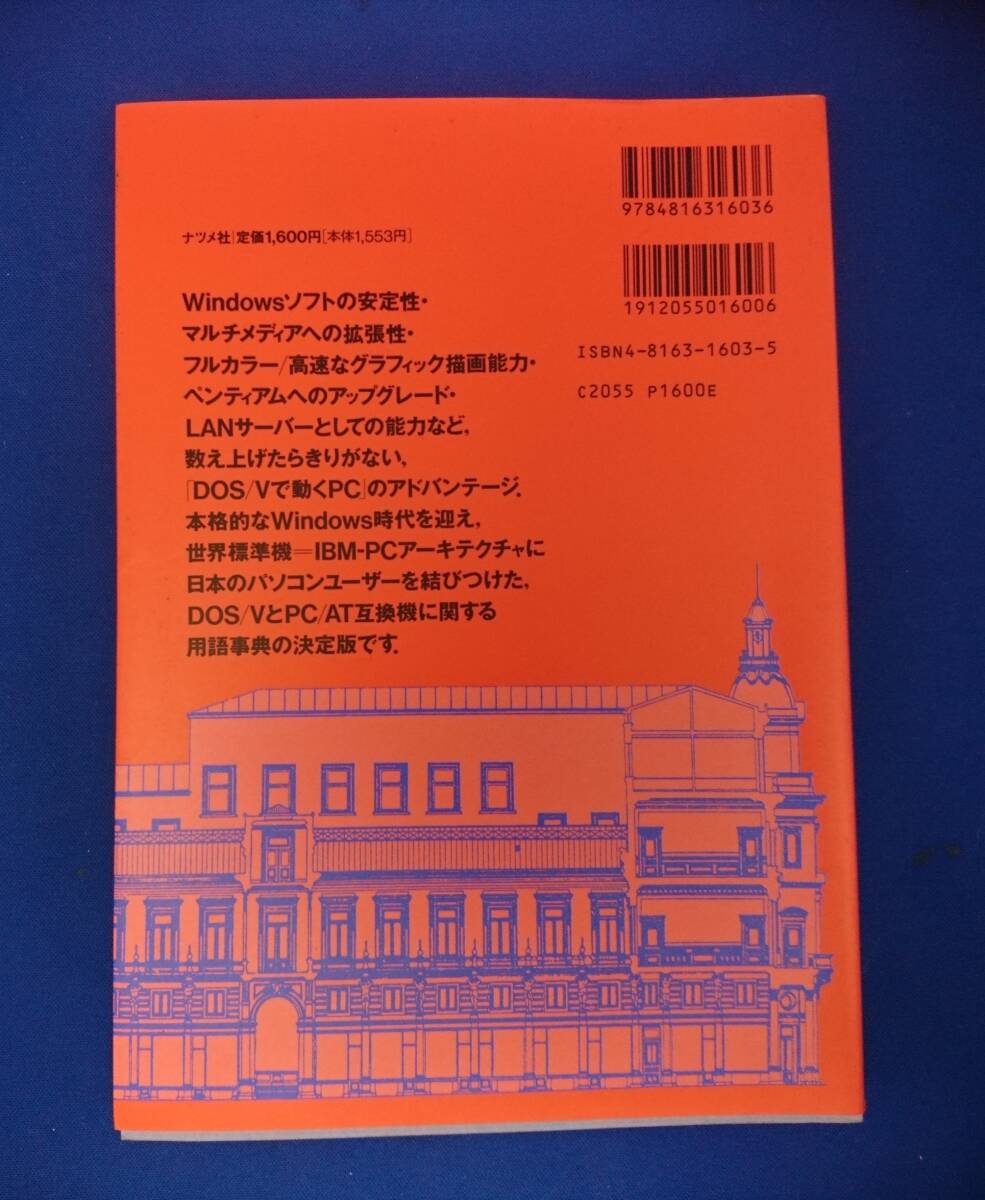 9784816316036
ナツメ社|定価1,600円[本体1,553円]
1912055016006
ISBN4-8163-1603-5
C2055 P1600E
Windowsソフトの安定性・
マルチメディアへの拡張性・
フルカラー/高速なグラフィック描画能力・
ペンティアムへのアップグレード・
LANサーバーとしての能力など,
数え上げたらきりがない,
「DOS/Vで動くPC」のアドバンテージ.
本格的なWindows時代を迎え,
世界標準機=IBM-PCアーキテクチャに
日本のパソコンユーザーを結びつけた,
DOS/VとPC/AT互換機に関する
用語事典の決定版です.